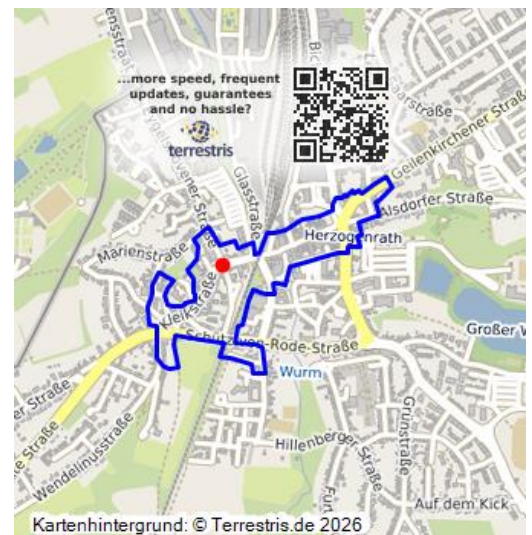 ...more speed, frequent
updates, guarantees
and no hassle?
terrestris
Geilenkirchener Straße
Glasstraße
Alsdorfer Straße
Herzogenrath
Marienstraße
Kleikstraße
Schütz-von-Rode-Straße
Großer W
Wurm
Wendelinusstraße
Hillenberger Straße
Grünstraße
Auf dem Kick
Kartenhintergrund: © Terrestris.de 2026